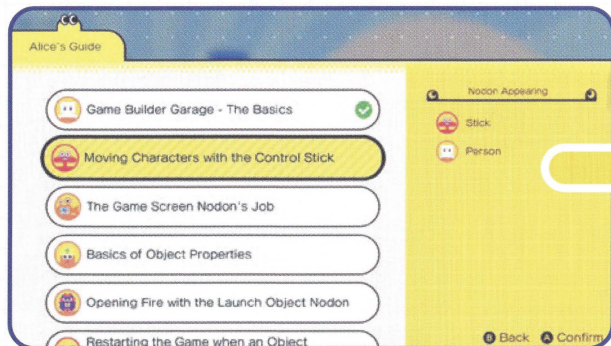 Alice's Guide
Game Builder Garage - The Basics
Moving Characters with the Control Stick
The Game Screen Nodon's Job
Basics of Object Properties
Opening Fire with the Launch Object Nodon
Restarting the Game when an Object
Nodon Appearing
Stick
Person
B Back A Confirm